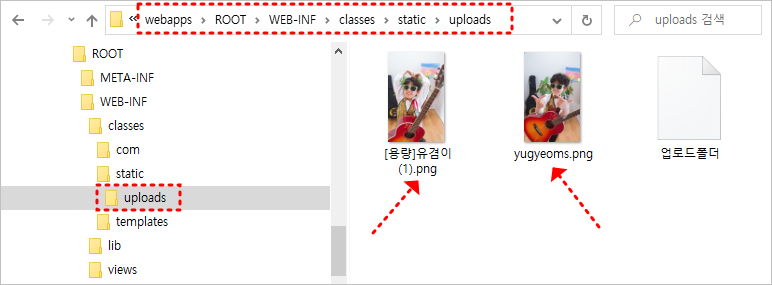 « webapps > ROOT > WEB-INF > classes > static > uploads
uploads 검색
ROOT
META-INF
WEB-INF
classes
com
static
uploads
templates
lib
views
[용량]유겸이
(1).png
yugyeoms.png
업로드폴더